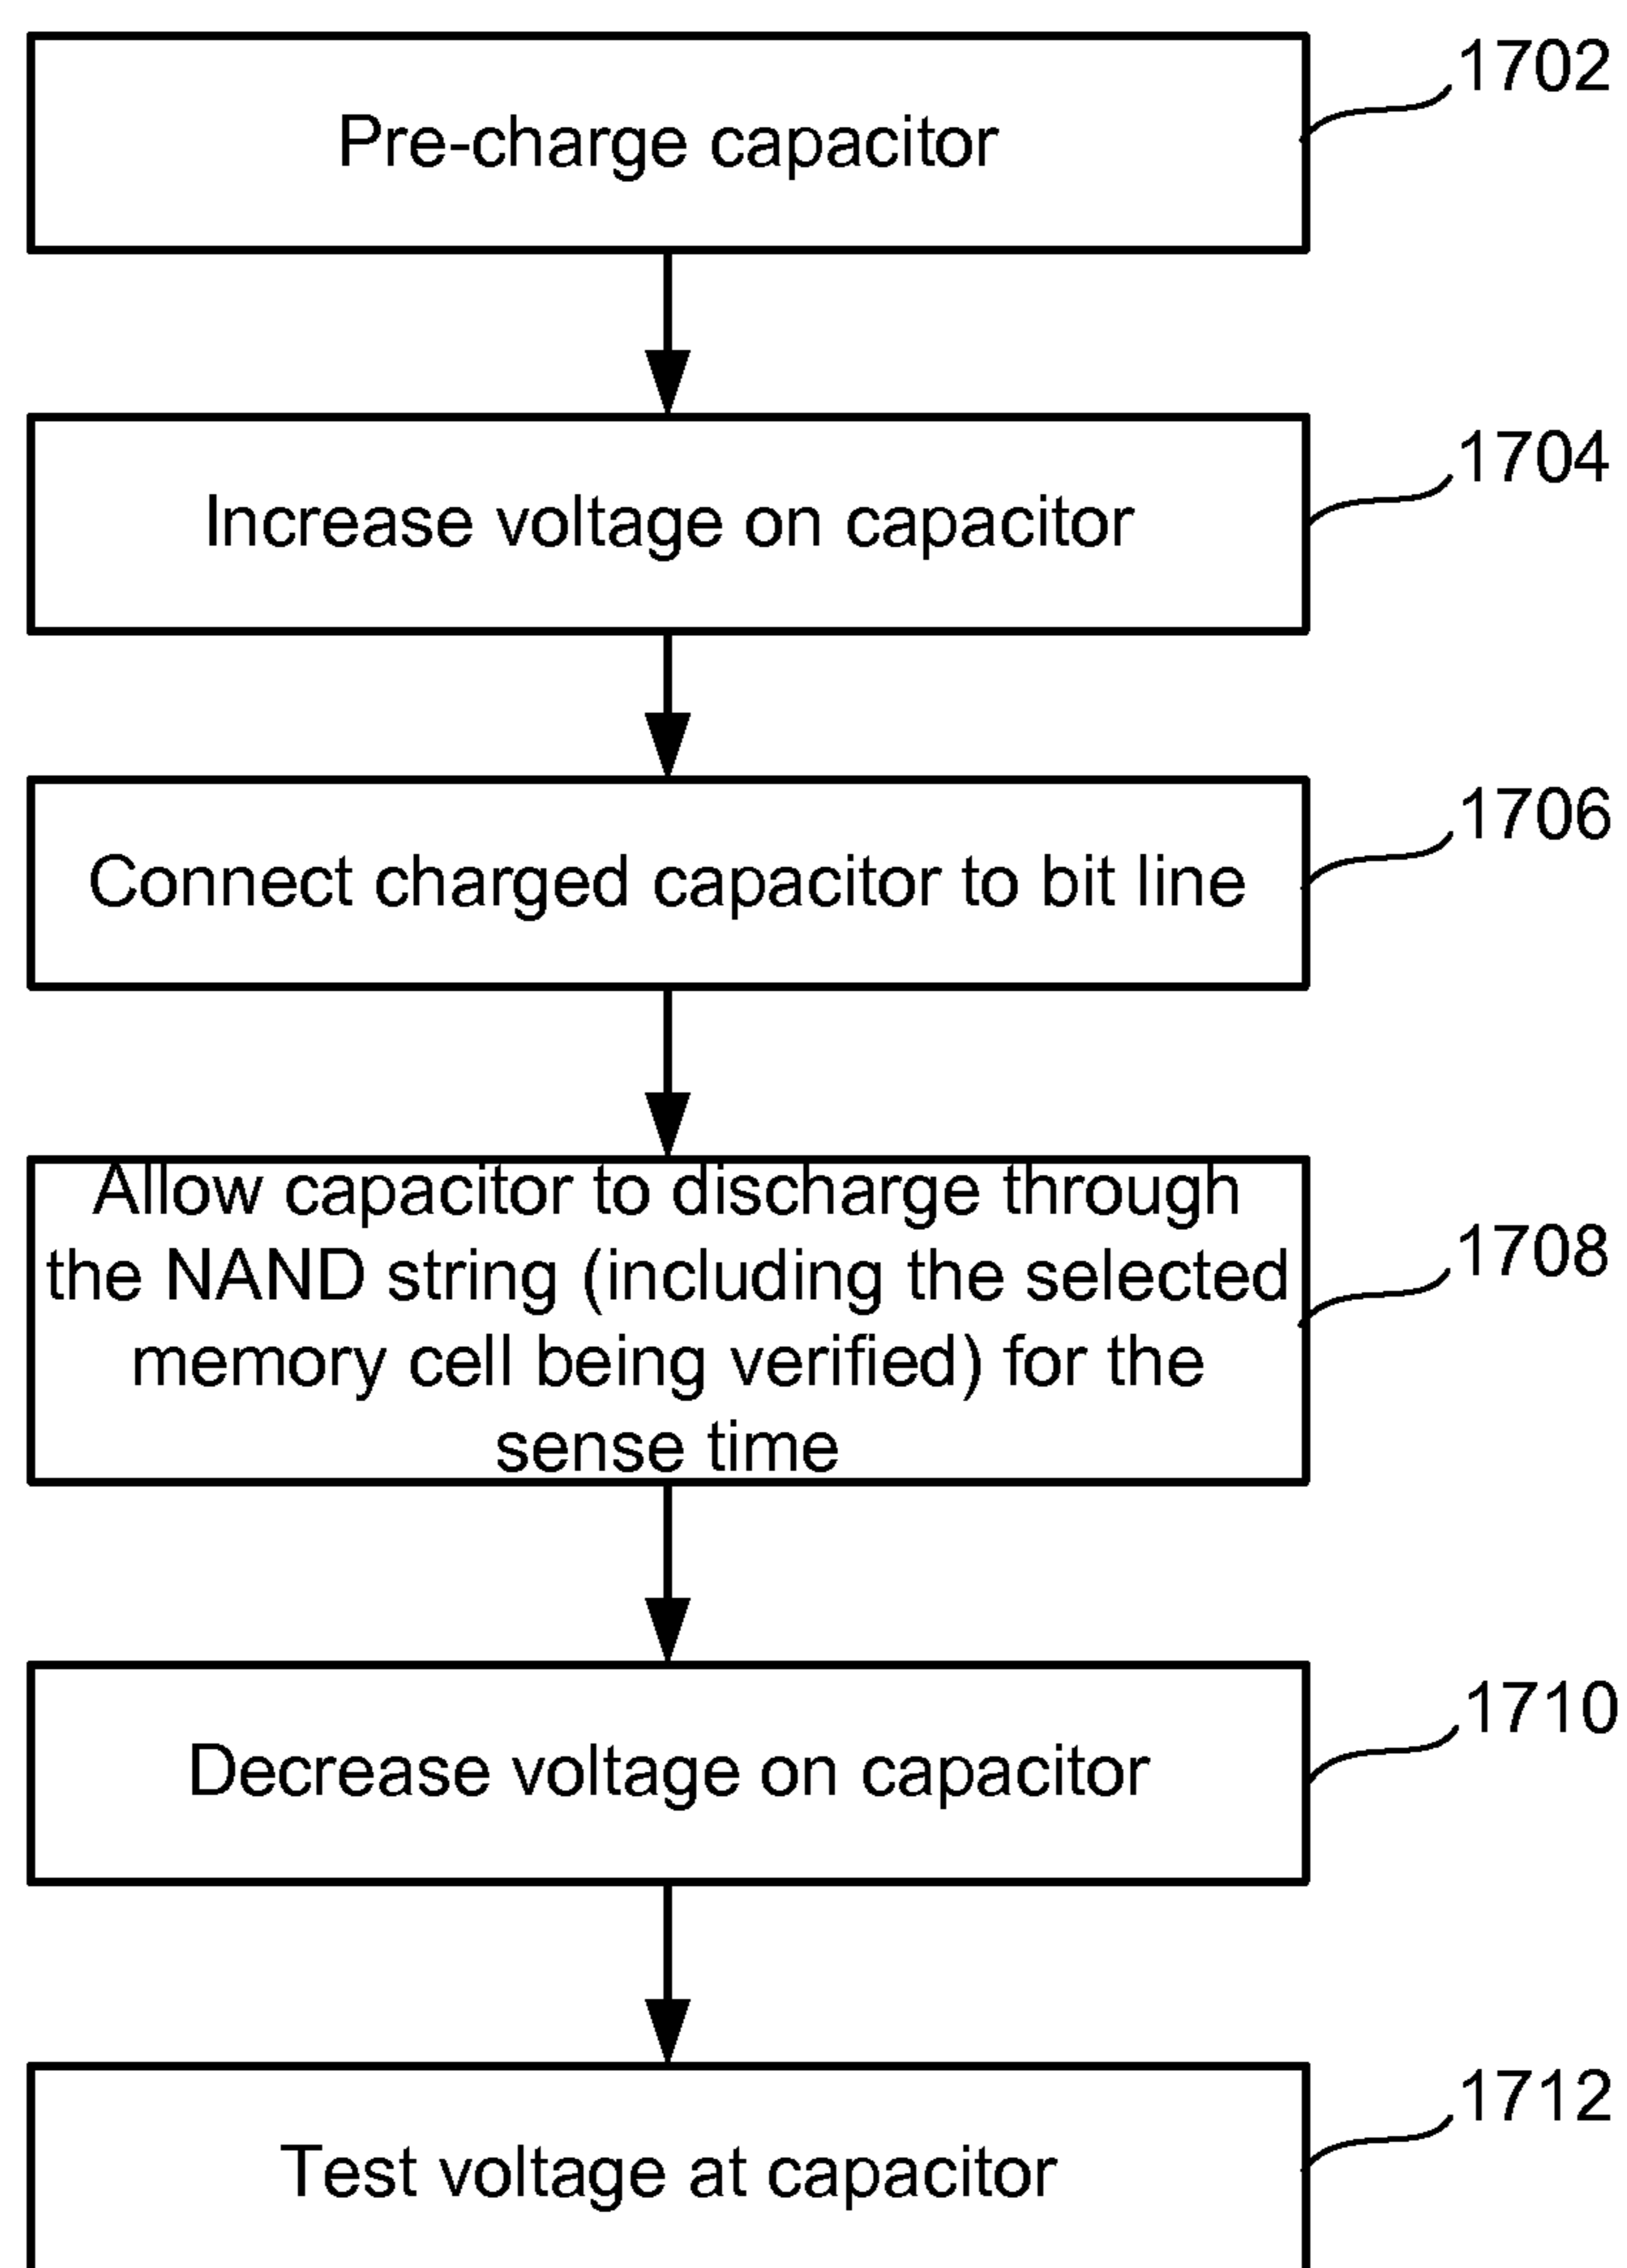 Pre-charge capacitor
1702
Increase voltage on capacitor
1704
Connect charged capacitor to bit line
1706
Allow capacitor to discharge through
the NAND string (including the selected
memory cell being verified) for the
sense time
1708
Decrease voltage on capacitor
1710
Test voltage at capacitor
1712